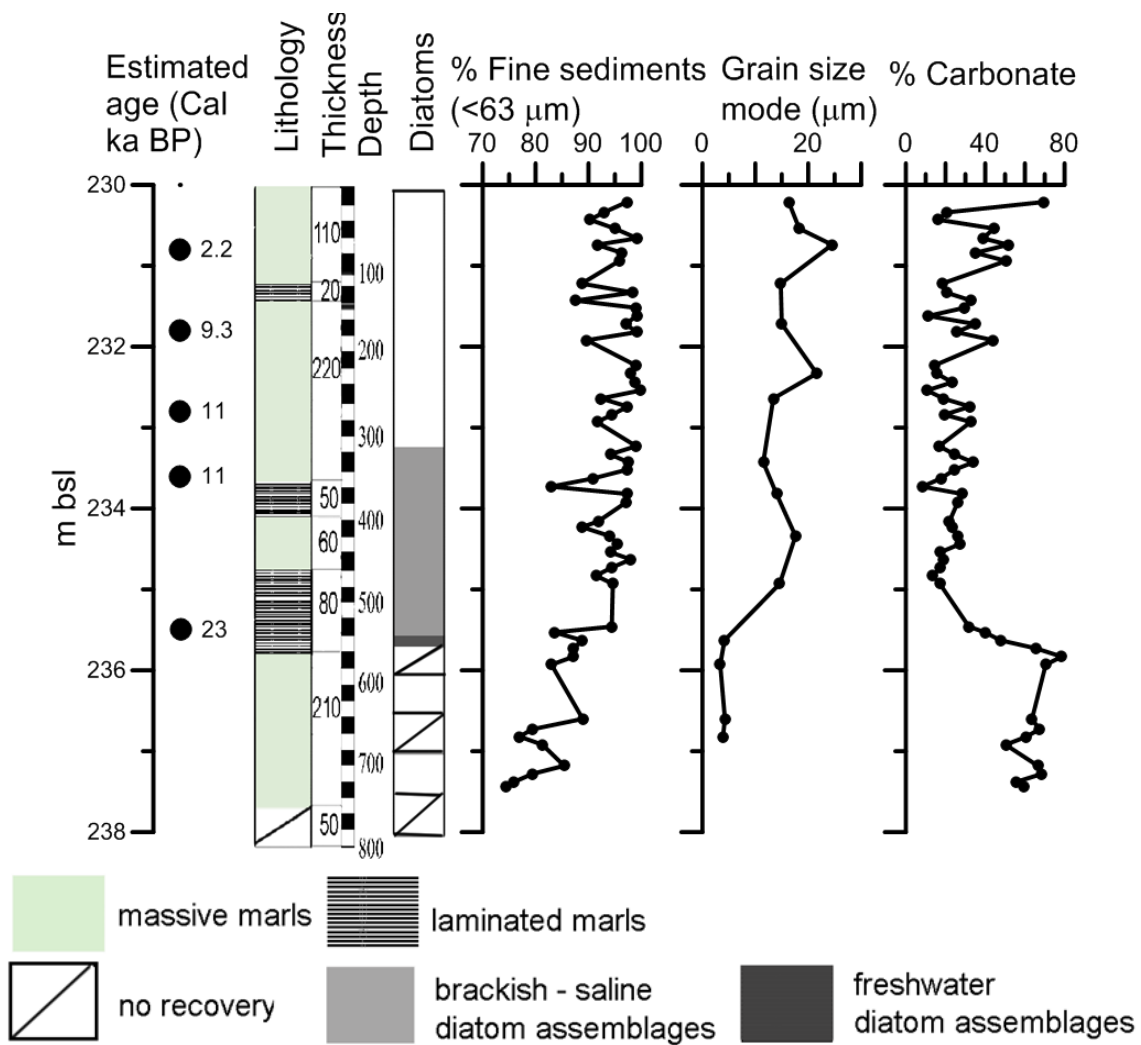 Estimated
age (Cal
ka BP)
Lithology
Thickness
Depth
Diatoms
% Fine sediments
(<63 μm)
Grain size
mode (μm)
% Carbonate
70 80 90 100
0 20
0 40 80
230
232
234
236
238
m bsl
2.2
9.3
11
11
23
110
20
220
50
60
80
210
50
100
200
300
400
500
600
700
800
massive marls
laminated marls
no recovery
brackish - saline
diatom assemblages
freshwater
diatom assemblages